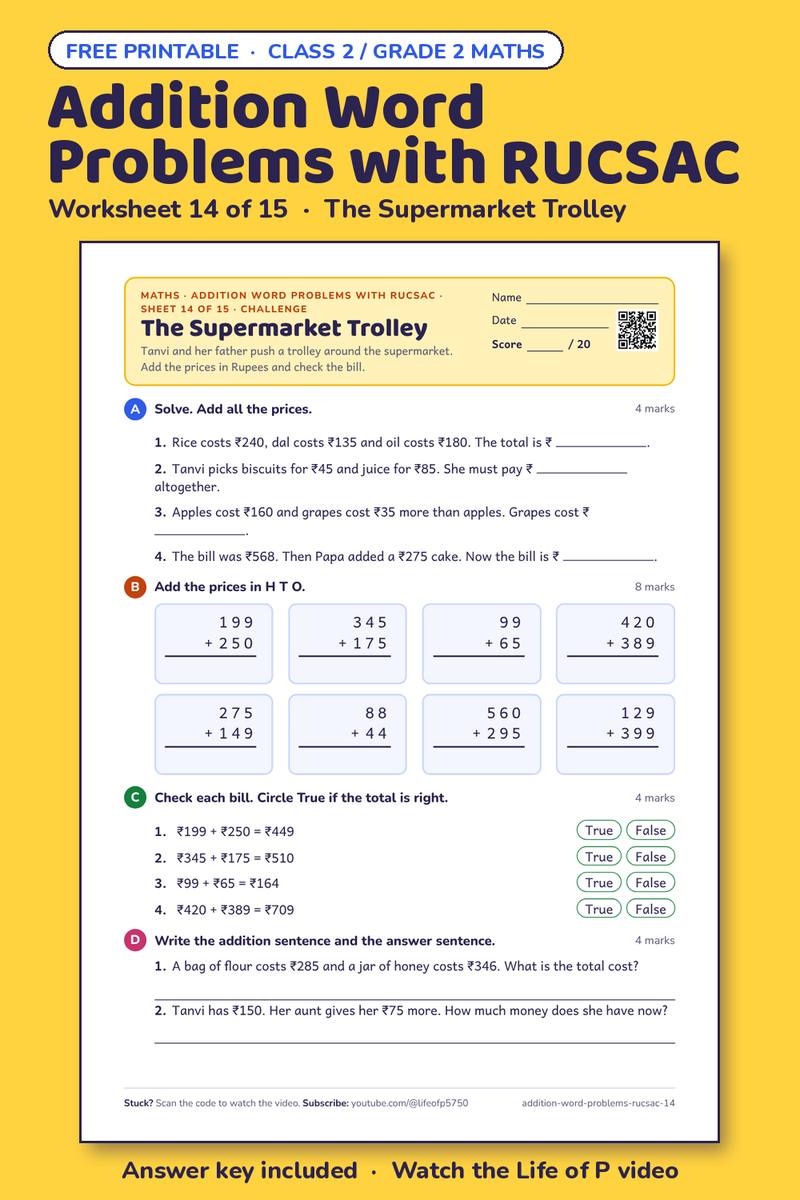 FREE PRINTABLE · CLASS 2 / GRADE 2 MATHS
Addition Word
Problems with RUCSAC
Worksheet 14 of 15 · The Supermarket Trolley
MATHS · ADDITION WORD PROBLEMS WITH RUCSAC ·
SHEET 14 OF 15 · CHALLENGE
The Supermarket Trolley
Tanvi and her father push a trolley around the supermarket.
Add the prices in Rupees and check the bill.
Name ____________
Date ____________
Score ______ / 20
A Solve. Add all the prices. 4 marks
1. Rice costs ₹240, dal costs ₹135 and oil costs ₹180. The total is ₹ ____________.
2. Tanvi picks biscuits for ₹45 and juice for ₹85. She must pay ₹ ____________
altogether.
3. Apples cost ₹160 and grapes cost ₹35 more than apples. Grapes cost ₹
____________.
4. The bill was ₹568. Then Papa added a ₹275 cake. Now the bill is ₹ ____________.
B Add the prices in H T O. 8 marks
199 345 99 420
+ 250 + 175 + 65 + 389
275 88 560 129
+ 149 + 44 + 295 + 399
C Check each bill. Circle True if the total is right. 4 marks
1. ₹199 + ₹250 = ₹449 True False
2. ₹345 + ₹175 = ₹510 True False
3. ₹99 + ₹65 = ₹164 True False
4. ₹420 + ₹389 = ₹709 True False
D Write the addition sentence and the answer sentence. 4 marks
1. A bag of flour costs ₹285 and a jar of honey costs ₹346. What is the total cost?
2. Tanvi has ₹150. Her aunt gives her ₹75 more. How much money does she have now?
Stuck? Scan the code to watch the video. Subscribe: youtube.com/@lifeofp5750 addition-word-problems-rucsac-14
Answer key included · Watch the Life of P video